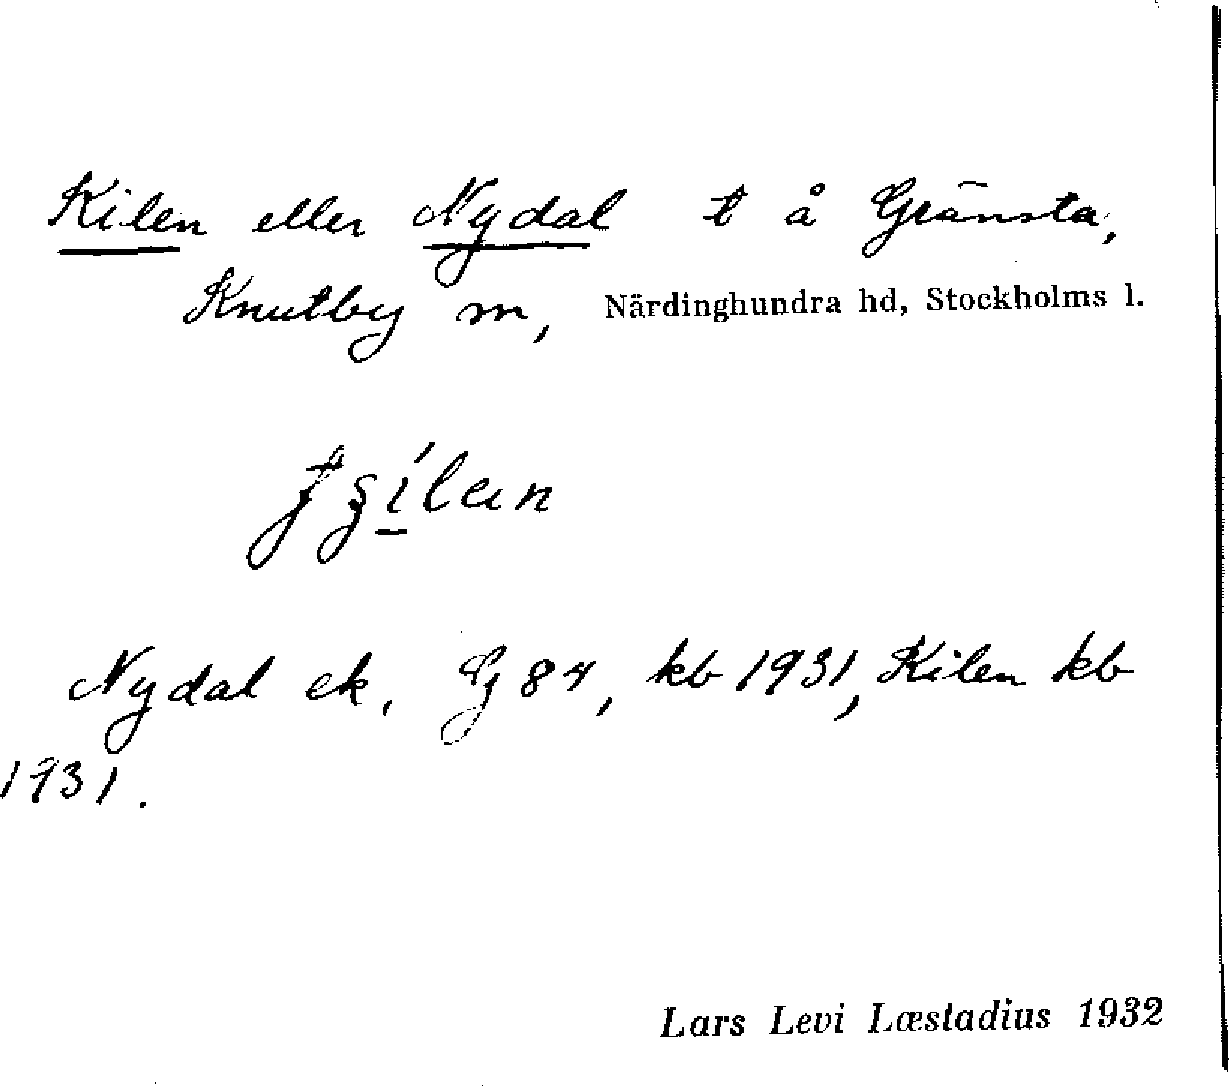 Kilen eller Nydal t å Gränsta,
Knutby sn, Närdinghundra hd, Stockholms l.
Nydal ek, 84, kb 1931, Kilen kb
1931.
Lars Levi Læstadius 1932